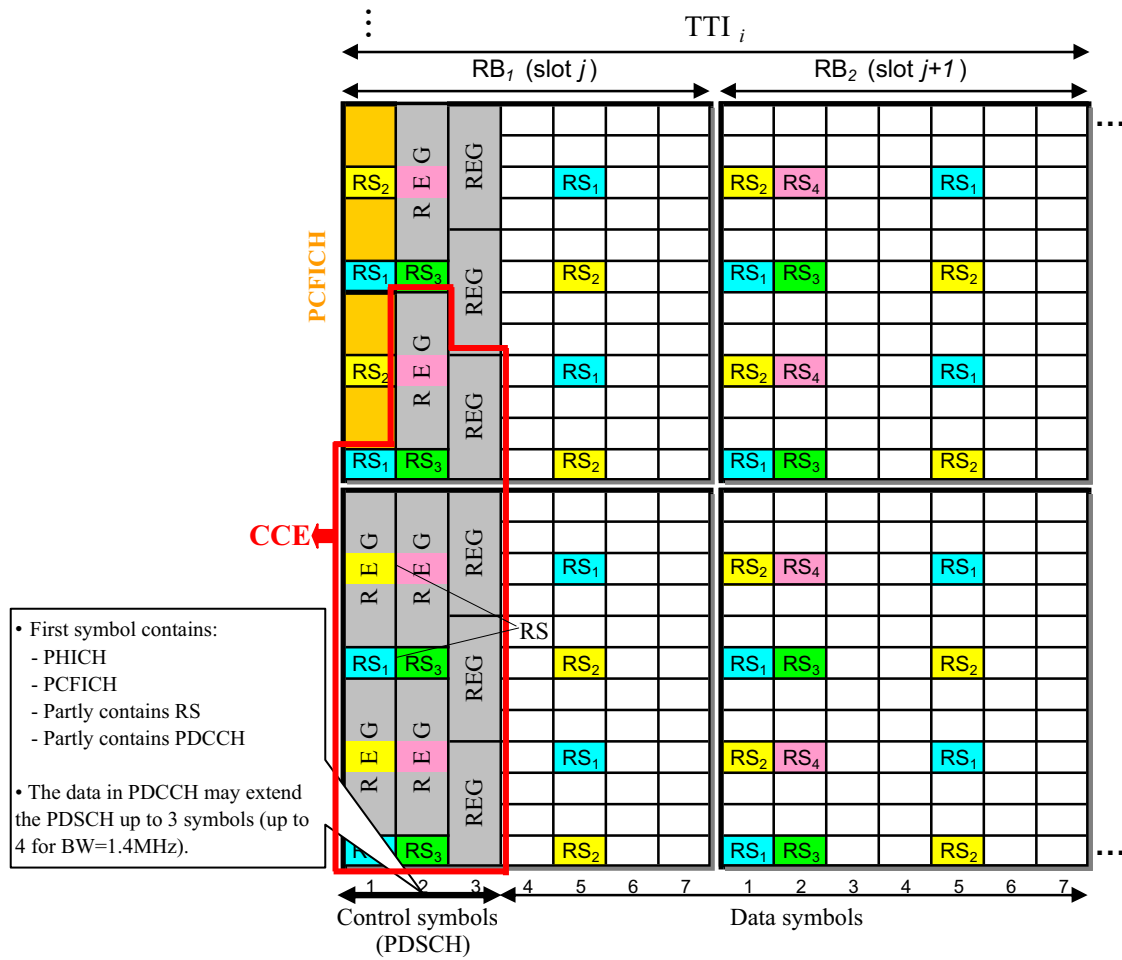 ⋮
TTI i
RB1 (slot j)
RB2 (slot j+1)
...
REG
REG
RS2
RS1
RS2
RS4
RS1
PCFICH
RS1
RS3
RS2
RS1
RS3
RS2
REG
REG
RS2
RS1
RS2
RS4
RS1
REG
RS1
RS3
RS2
RS1
RS3
RS2
CCE
REG
REG
REG
RS1
RS2
RS4
RS1
RS
RS1
RS3
RS2
RS1
RS3
RS2
REG
REG
REG
RS1
RS2
RS4
RS1
REG
RS3
RS2
RS1
RS3
RS2
...
• First symbol contains:
- PHICH
- PCFICH
- Partly contains RS
- Partly contains PDCCH
• The data in PDCCH may extend
the PDSCH up to 3 symbols (up to
4 for BW=1.4MHz).
1 2 3 4 5 6 7 1 2 3 4 5 6 7
Control symbols
(PDSCH)
Data symbols